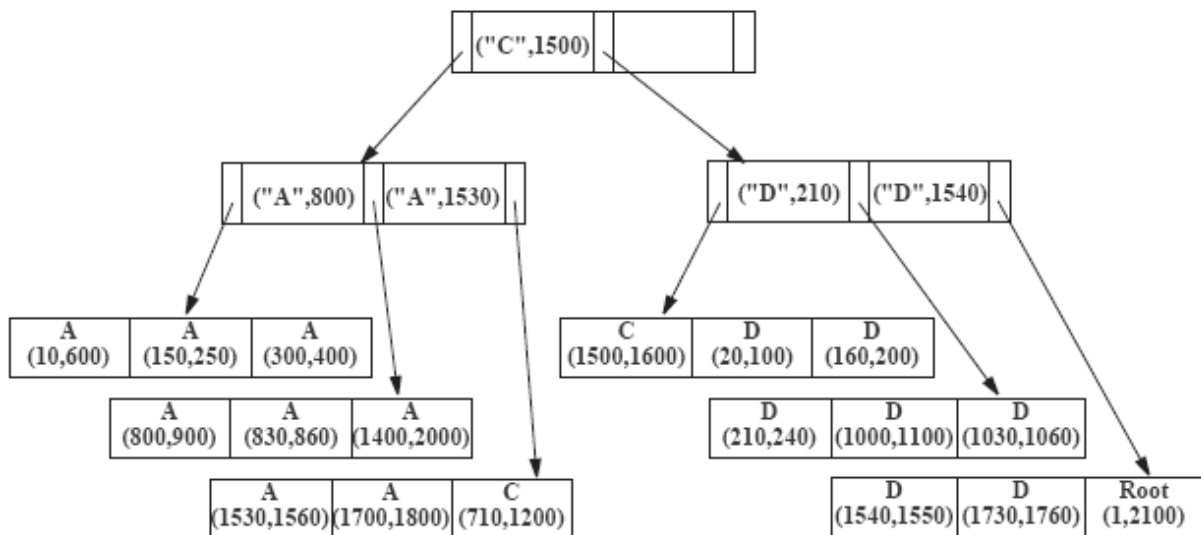 ("C",1500)
("A",800) ("A",1530)
("D",210) ("D",1540)
A A A
(10,600) (150,250) (300,400)
C D D
(1500,1600) (20,100) (160,200)
A A A
(800,900) (830,860) (1400,2000)
D D D
(210,240) (1000,1100) (1030,1060)
A A C
(1530,1560) (1700,1800) (710,1200)
D D Root
(1540,1550) (1730,1760) (1,2100)